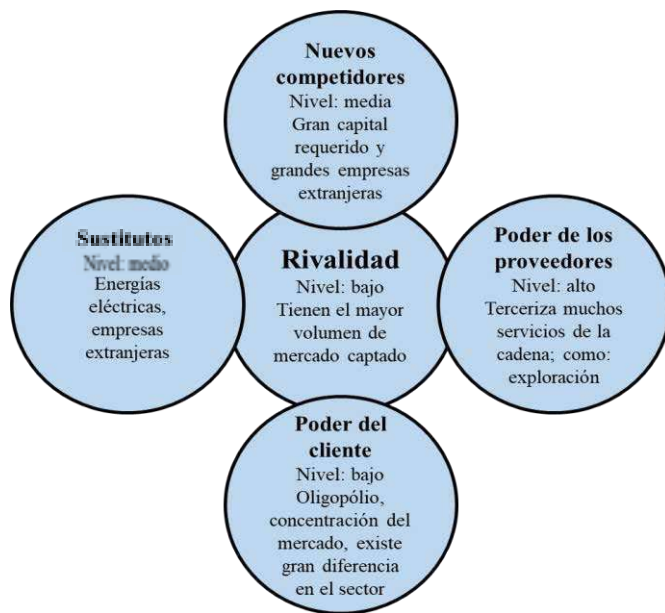 Nuevos
competidores
Nivel: media
Gran capital
requerido y
grandes empresas
extranjeras
Sustitutos
Nivel: medio
Energías
eléctricas,
empresas
extranjeras
Rivalidad
Nivel: bajo
Tienen el mayor
volumen de
mercado captado
Poder de los
proveedores
Nivel: alto
Terceriza muchos
servicios de la
cadena; como:
exploración
Poder del
cliente
Nivel: bajo
Oligopólio,
concentración del
mercado, existe
gran diferencia
en el sector